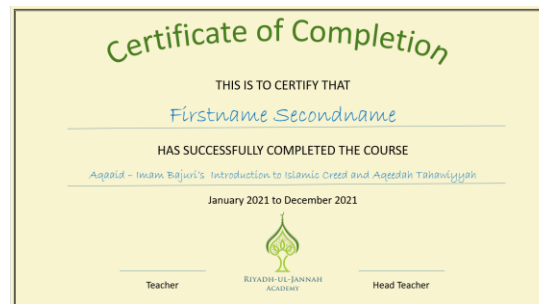 Certificate of Completion
THIS IS TO CERTIFY THAT
Firstname Secondname
HAS SUCCESSFULLY COMPLETED THE COURSE
Aqaaid – Imam Bajuri's Introduction to Islamic Creed and Aqeedah Tahawiyyah
January 2021 to December 2021
RIYADH-UL-JANNAH
ACADEMY
Teacher
Head Teacher